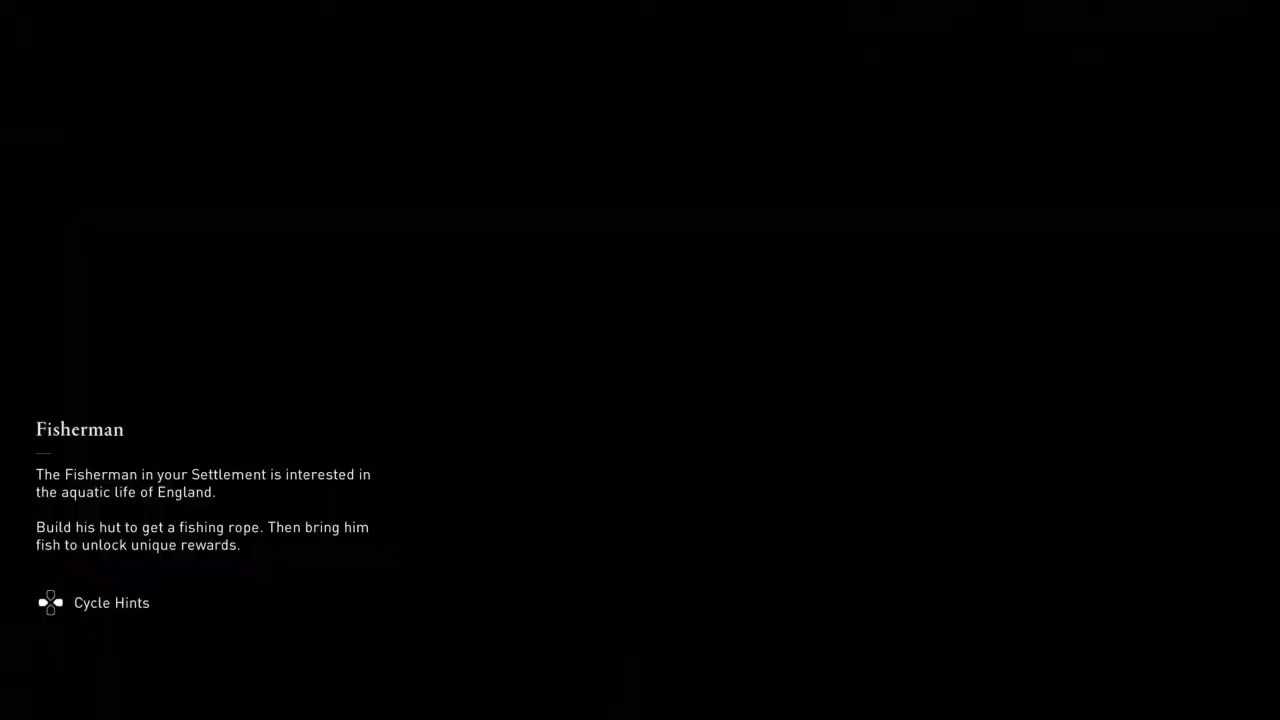 Fisherman
The Fisherman in your Settlement is interested in
the aquatic life of England.
Build his hut to get a fishing rope. Then bring him
fish to unlock unique rewards.
Cycle Hints